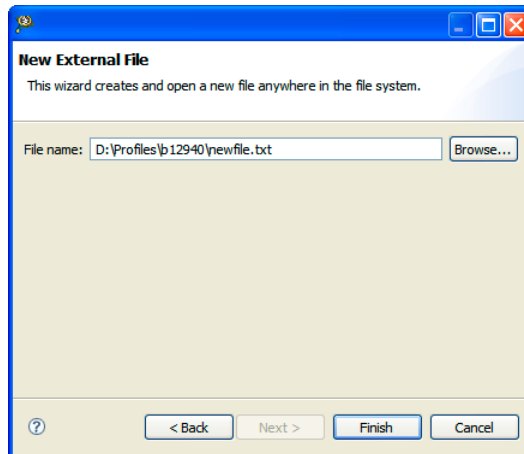 New External File
This wizard creates and open a new file anywhere in the file system.
File name: D:\Profiles\b12940\newfile.txt Browse...
< Back Next > Finish Cancel